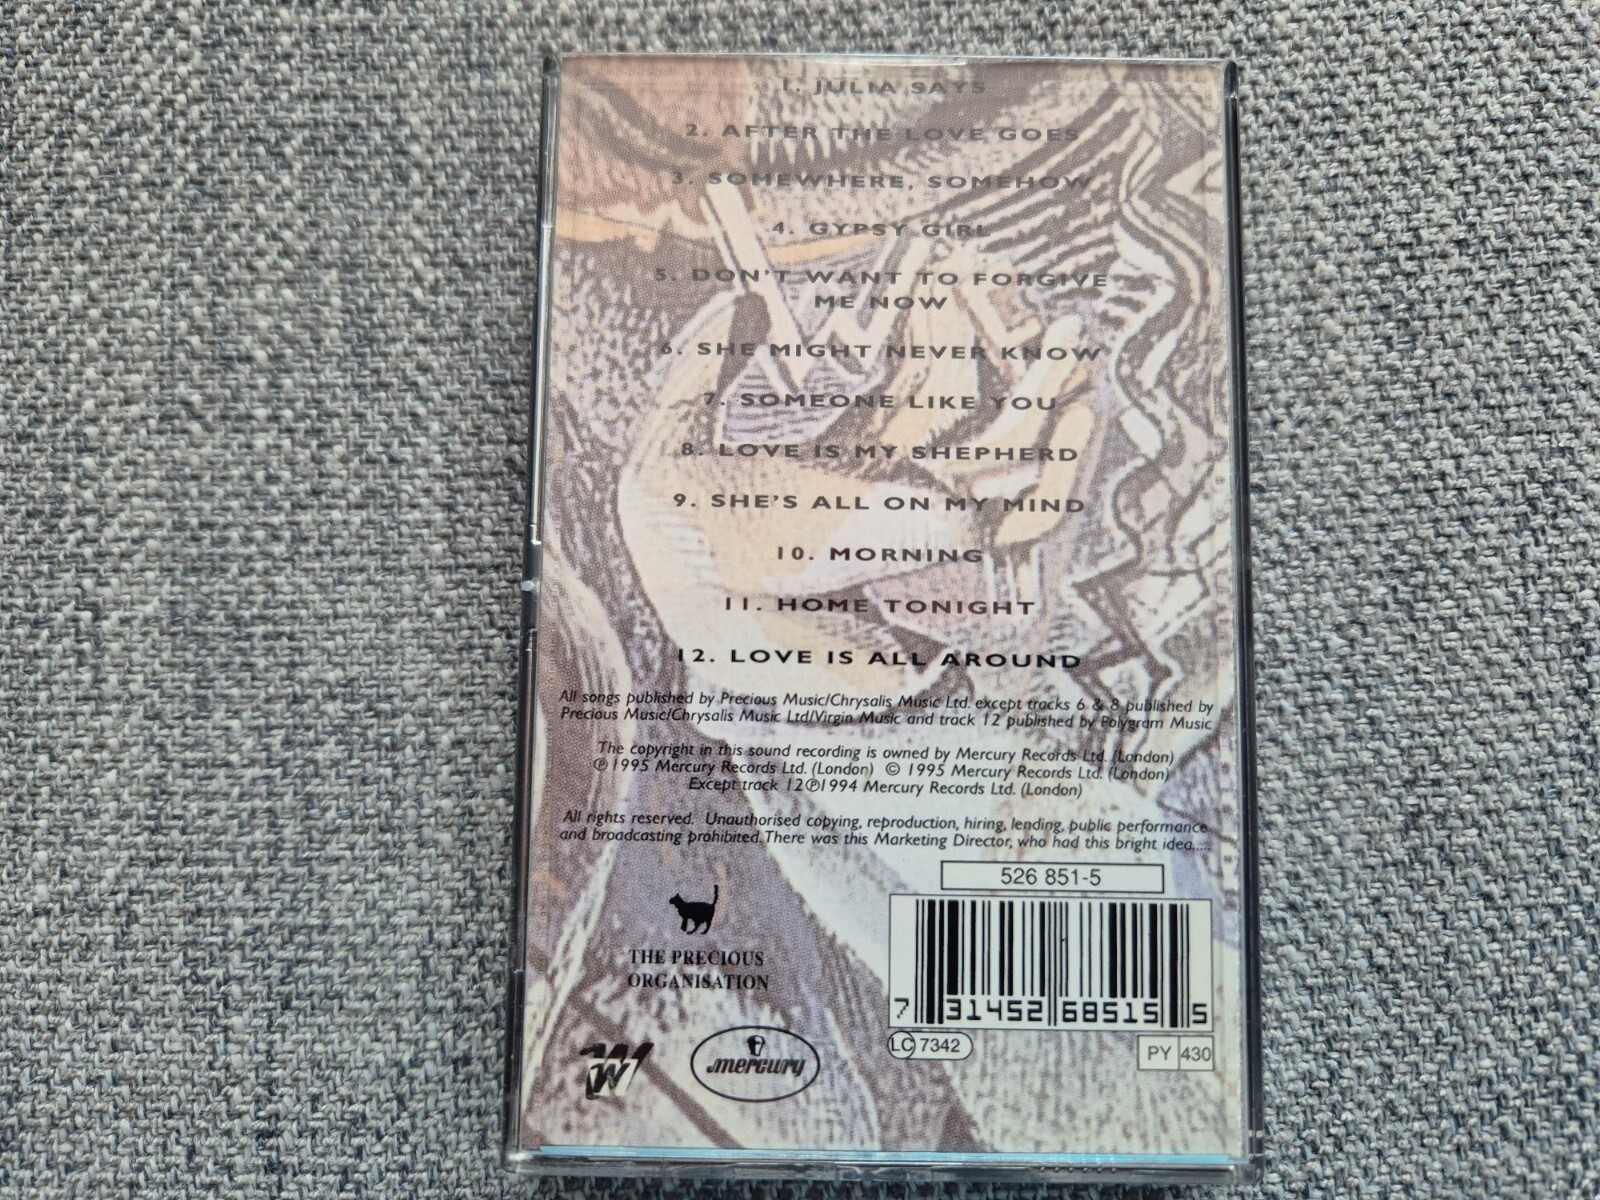 1. JULIA SAYS
2. AFTER THE LOVE GOES
3. SOMEWHERE, SOMEHOW
4. GYPSY GIRL
5. DON'T WANT TO FORGIVE
ME NOW
6. SHE MIGHT NEVER KNOW
7. SOMEONE LIKE YOU
8. LOVE IS MY SHEPHERD
9. SHE'S ALL ON MY MIND
10. MORNING
11. HOME TONIGHT
12. LOVE IS ALL AROUND
All songs published by Precious Music/Chrysalis Music Ltd. except tracks 6 & 8 published by
Precious Music/Chrysalis Music Ltd/Virgin Music and track 12 published by Polygram Music
The copyright in this sound recording is owned by Mercury Records Ltd. (London)
℗ 1995 Mercury Records Ltd. (London) © 1995 Mercury Records Ltd. (London)
Except track 12 ℗ 1994 Mercury Records Ltd. (London)
All rights reserved. Unauthorised copying, reproduction, hiring, lending, public performance
and broadcasting prohibited. There was this Marketing Director, who had this bright idea.....
526 851-5
THE PRECIOUS
ORGANISATION
7 31452 68515 5
LC 7342
PY 430
W W
mercury